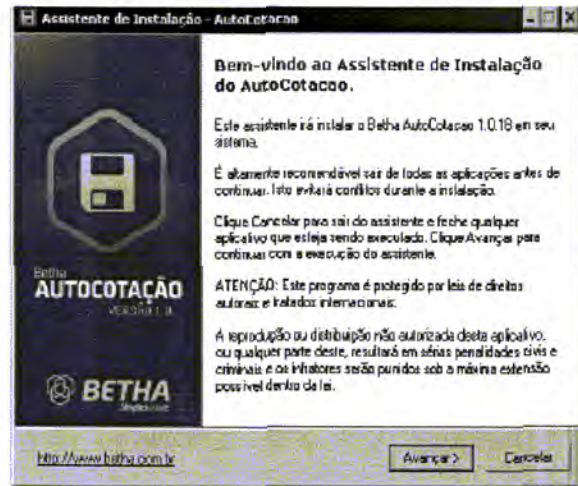 Assistente de Instalação - AutoCotacao
Bem-vindo ao Assistente de Instalação
do AutoCotacao.
Este assistente irá instalar o Betha AutoCotacao 1.0.18 em seu
sistema.
É altamente recomendável sair de todas as aplicações antes de
continuar. Isto evitará conflitos durante a instalação.
Clique Cancelar para sair do assistente e feche qualquer
aplicativo que esteja sendo executado. Clique Avançar para
continuar com a execução do assistente.
ATENÇÃO: Este programa é protegido por leis de direitos
autorais e tratados internacionais.
A reprodução ou distribuição não autorizada deste aplicativo,
ou qualquer parte deste, resultará em sérias penalidades civis e
criminais e os infratores serão punidos sob a máxima extensão
possível dentro da lei.
Betha
AUTOCOTAÇÃO
VERSÃO 1.0
BETHA
http://www.betha.com.br
Avançar >
Cancelar